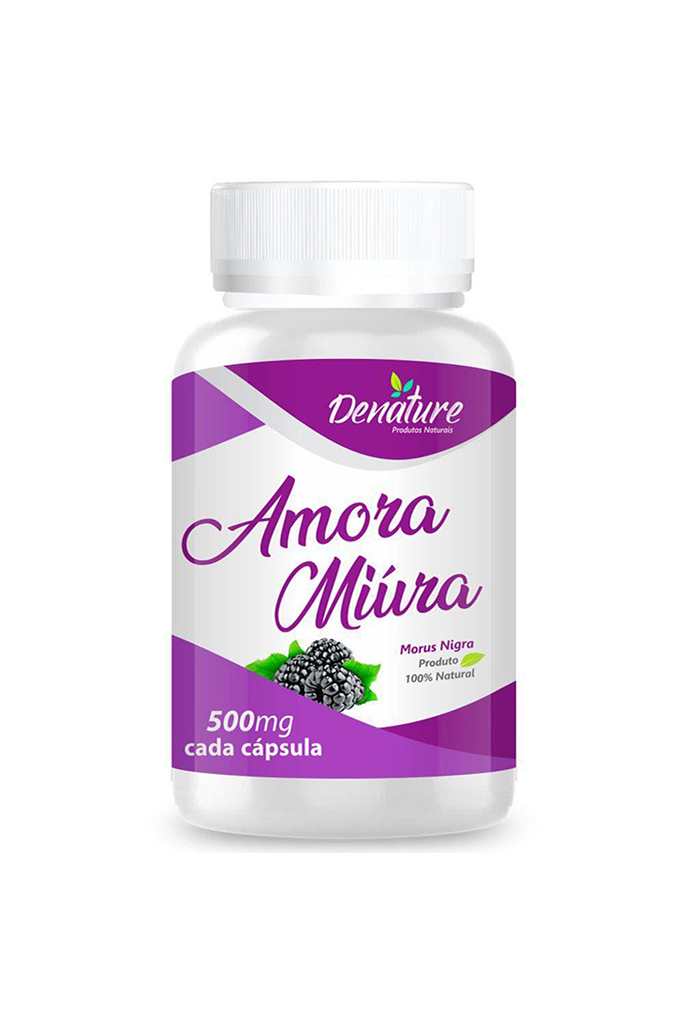 Denature
Produtos Naturais
Amora
Miúra
Morus Nigra
Produto
100% Natural
500mg
cada cápsula